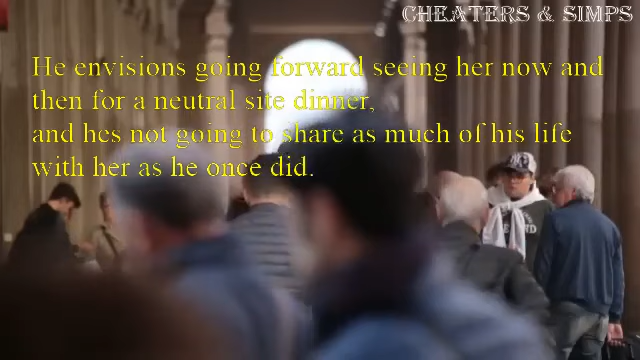 CHEATERS & SIMPS
He envisions going forward seeing her now and
then for a neutral site dinner,
and hes not going to share as much of his life
with her as he once did.